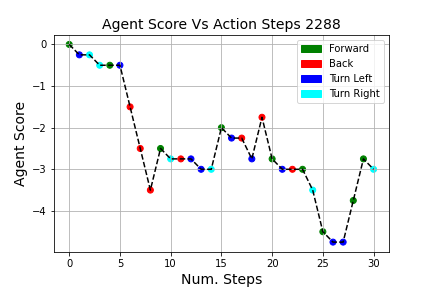 Agent Score Vs Action Steps 2288
Agent Score
0
−1
−2
−3
−4
Forward
Back
Turn Left
Turn Right
0 5 10 15 20 25 30
Num. Steps